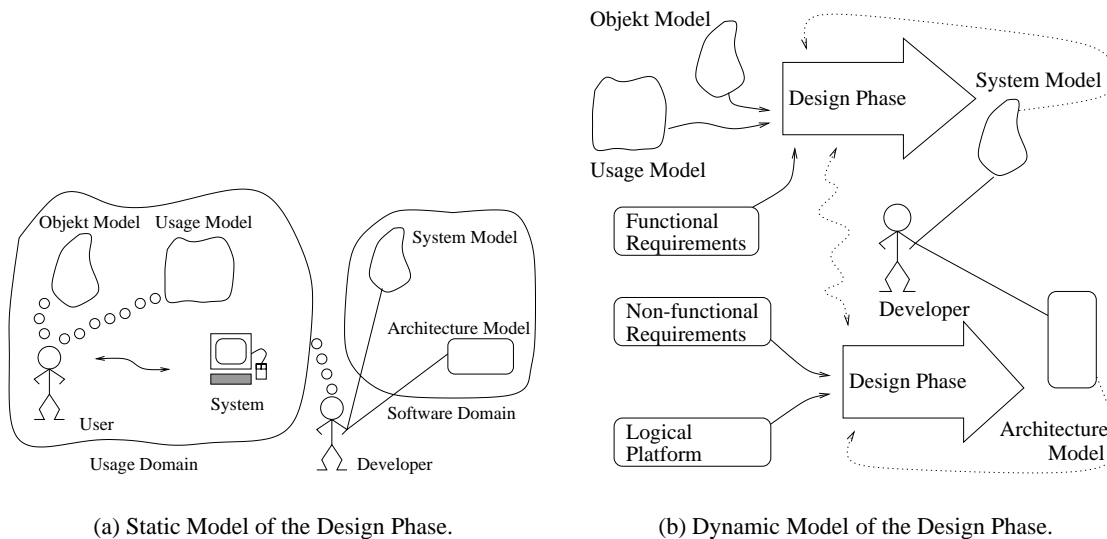 Objekt Model Usage Model
System Model
Architecture Model
System
User
Usage Domain
Software Domain
Developer
(a) Static Model of the Design Phase.
Objekt Model
Design Phase
System Model
Usage Model
Functional
Requirements
Developer
Non-functional
Requirements
Design Phase
Logical
Platform
Architecture
Model
(b) Dynamic Model of the Design Phase.